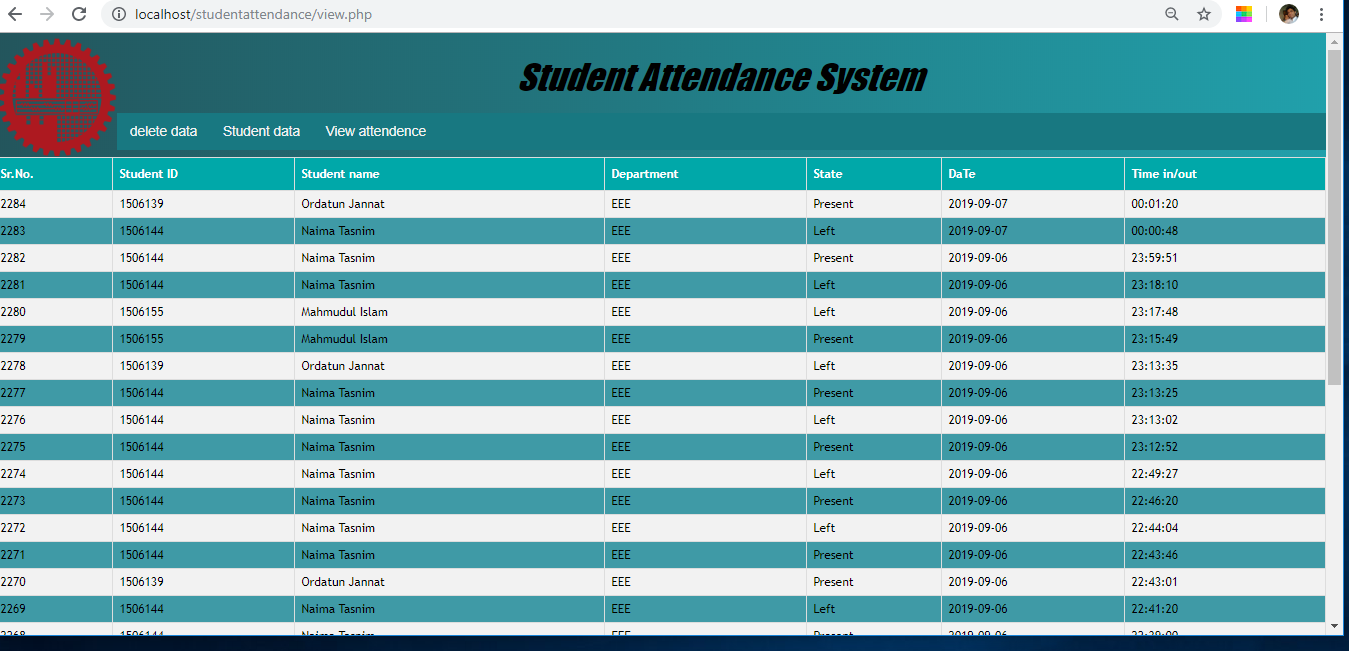 localhost/studentattendance/view.php
Student Attendance System
delete data Student data View attendence
Sr.No. Student ID Student name Department State DaTe Time in/out
2284 1506139 Ordatun Jannat EEE Present 2019-09-07 00:01:20
2283 1506144 Naima Tasnim EEE Left 2019-09-07 00:00:48
2282 1506144 Naima Tasnim EEE Present 2019-09-06 23:59:51
2281 1506144 Naima Tasnim EEE Left 2019-09-06 23:18:10
2280 1506155 Mahmudul Islam EEE Left 2019-09-06 23:17:48
2279 1506155 Mahmudul Islam EEE Present 2019-09-06 23:15:49
2278 1506139 Ordatun Jannat EEE Left 2019-09-06 23:13:35
2277 1506144 Naima Tasnim EEE Present 2019-09-06 23:13:25
2276 1506144 Naima Tasnim EEE Left 2019-09-06 23:13:02
2275 1506144 Naima Tasnim EEE Present 2019-09-06 23:12:52
2274 1506144 Naima Tasnim EEE Left 2019-09-06 22:49:27
2273 1506144 Naima Tasnim EEE Present 2019-09-06 22:46:20
2272 1506144 Naima Tasnim EEE Left 2019-09-06 22:44:04
2271 1506144 Naima Tasnim EEE Present 2019-09-06 22:43:46
2270 1506139 Ordatun Jannat EEE Present 2019-09-06 22:43:01
2269 1506144 Naima Tasnim EEE Left 2019-09-06 22:41:20
2268 1506144 Naima Tasnim EEE Present 2019-09-06